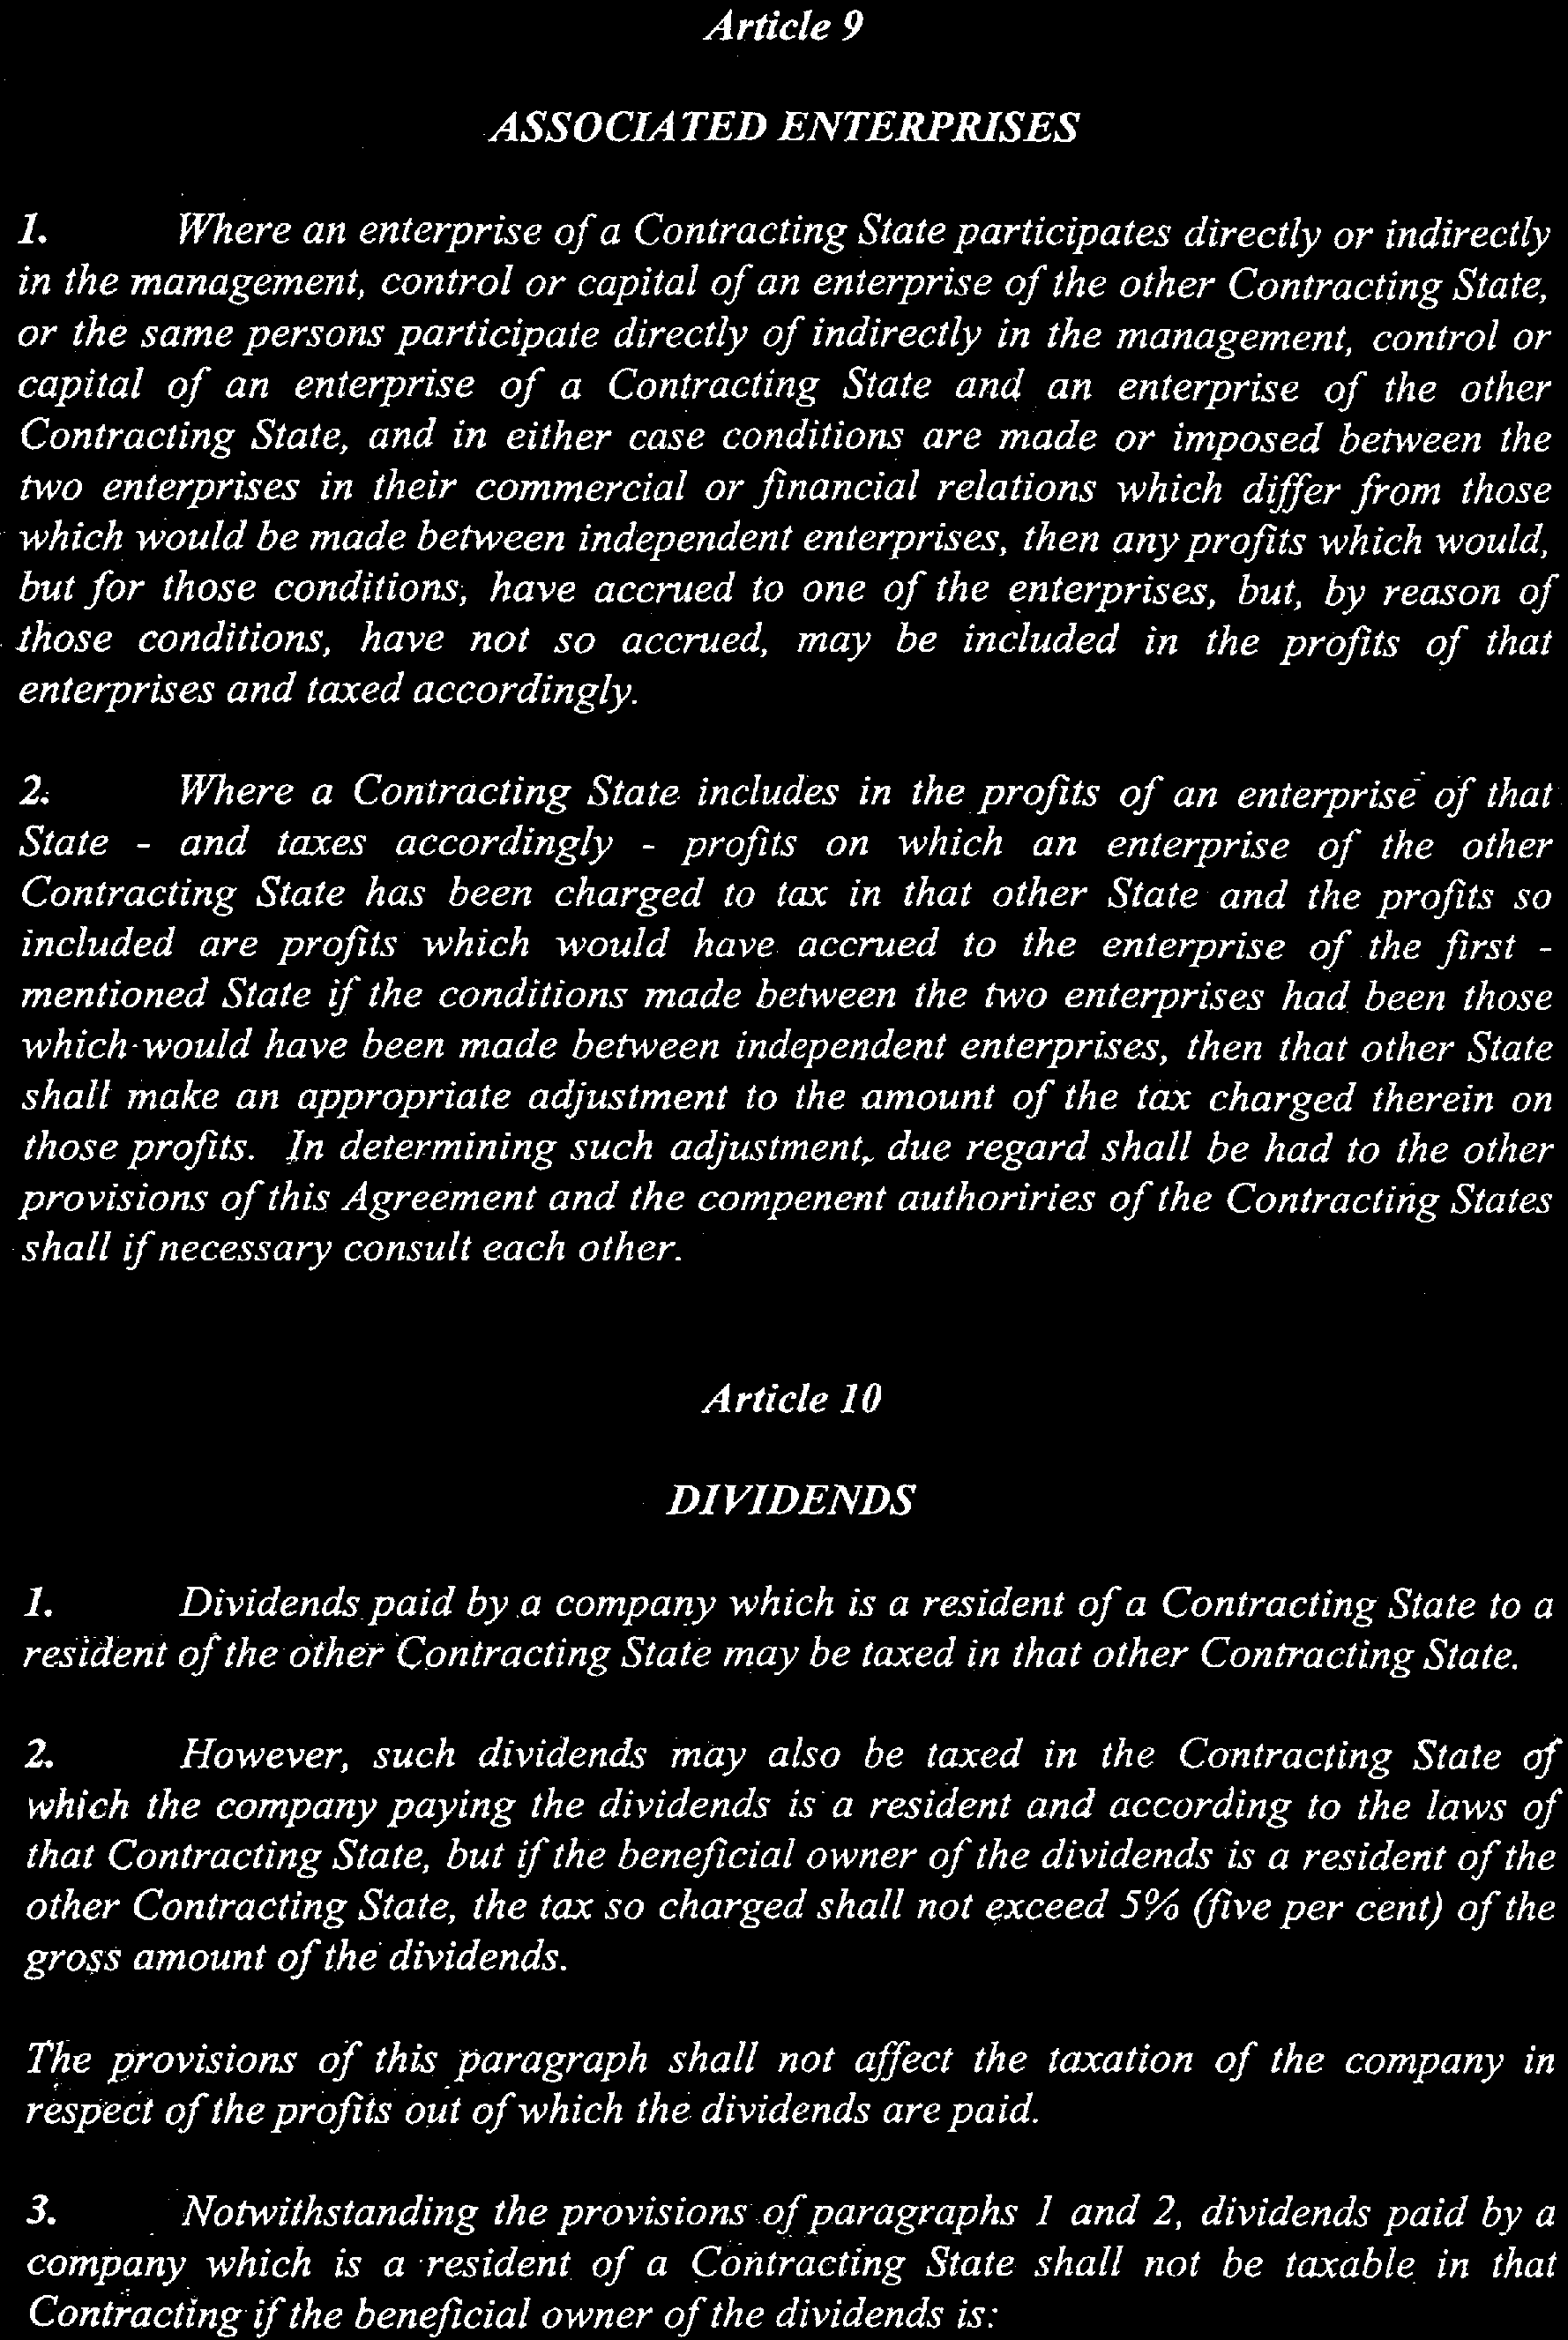 Article 9
ASSOCIATED ENTERPRISES
1. Where an enterprise of a Contracting State participates directly or indirectly
in the management, control or capital of an enterprise of the other Contracting State,
or the same persons participate directly of indirectly in the management, control or
capital of an enterprise of a Contracting State and an enterprise of the other
Contracting State, and in either case conditions are made or imposed between the
two enterprises in their commercial or financial relations which differ from those
which would be made between independent enterprises, then any profits which would,
but for those conditions, have accrued to one of the enterprises, but, by reason of
those conditions, have not so accrued, may be included in the profits of that
enterprises and taxed accordingly.
2. Where a Contracting State includes in the profits of an enterprise of that
State - and taxes accordingly - profits on which an enterprise of the other
Contracting State has been charged to tax in that other State and the profits so
included are profits which would have accrued to the enterprise of the first -
mentioned State if the conditions made between the two enterprises had been those
which would have been made between independent enterprises, then that other State
shall make an appropriate adjustment to the amount of the tax charged therein on
those profits. In determining such adjustment, due regard shall be had to the other
provisions of this Agreement and the compenent authoriries of the Contracting States
shall if necessary consult each other.
Article 10
DIVIDENDS
1. Dividends paid by a company which is a resident of a Contracting State to a
resident of the other Contracting State may be taxed in that other Contracting State.
2. However, such dividends may also be taxed in the Contracting State of
which the company paying the dividends is a resident and according to the laws of
that Contracting State, but if the beneficial owner of the dividends is a resident of the
other Contracting State, the tax so charged shall not exceed 5% (five per cent) of the
gross amount of the dividends.
The provisions of this paragraph shall not affect the taxation of the company in
respect of the profits out of which the dividends are paid.
3. Notwithstanding the provisions of paragraphs 1 and 2, dividends paid by a
company which is a resident of a Contracting State shall not be taxable in that
Contracting if the beneficial owner of the dividends is: